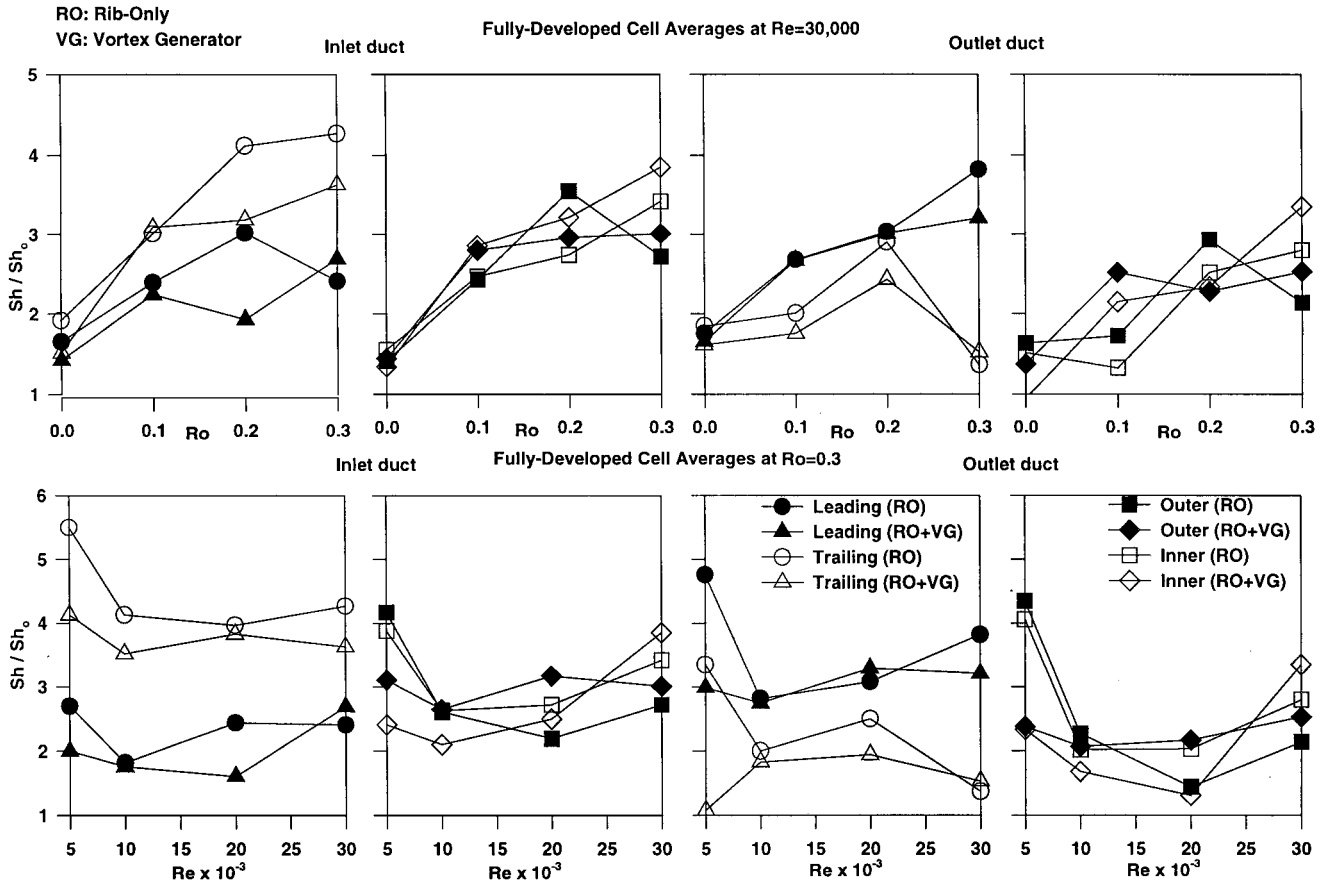 RO: Rib-Only
VG: Vortex Generator
Fully-Developed Cell Averages at Re=30,000
Inlet duct
Outlet duct
Sh / Sh₀
5
4
3
2
1
0.0 0.1 0.2 0.3
Ro
0.0 0.1 0.2 0.3
Ro
0.0 0.1 0.2 0.3
Ro
0.0 0.1 0.2 0.3
Ro
Inlet duct
Fully-Developed Cell Averages at Ro=0.3
Outlet duct
Sh / Sh₀
6
5
4
3
2
1
Leading (RO)
Leading (RO+VG)
Trailing (RO)
Trailing (RO+VG)
Outer (RO)
Outer (RO+VG)
Inner (RO)
Inner (RO+VG)
5 10 15 20 25 30
Re x 10⁻³
5 10 15 20 25 30
Re x 10⁻³
5 10 15 20 25 30
Re x 10⁻³
5 10 15 20 25 30
Re x 10⁻³